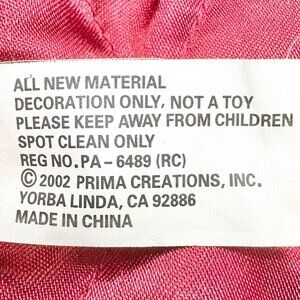 ALL NEW MATERIAL
DECORATION ONLY, NOT A TOY
PLEASE KEEP AWAY FROM CHILDREN
SPOT CLEAN ONLY
REG NO.PA-6489 (RC)
© 2002 PRIMA CREATIONS, INC.
YORBA LINDA, CA 92886
MADE IN CHINA